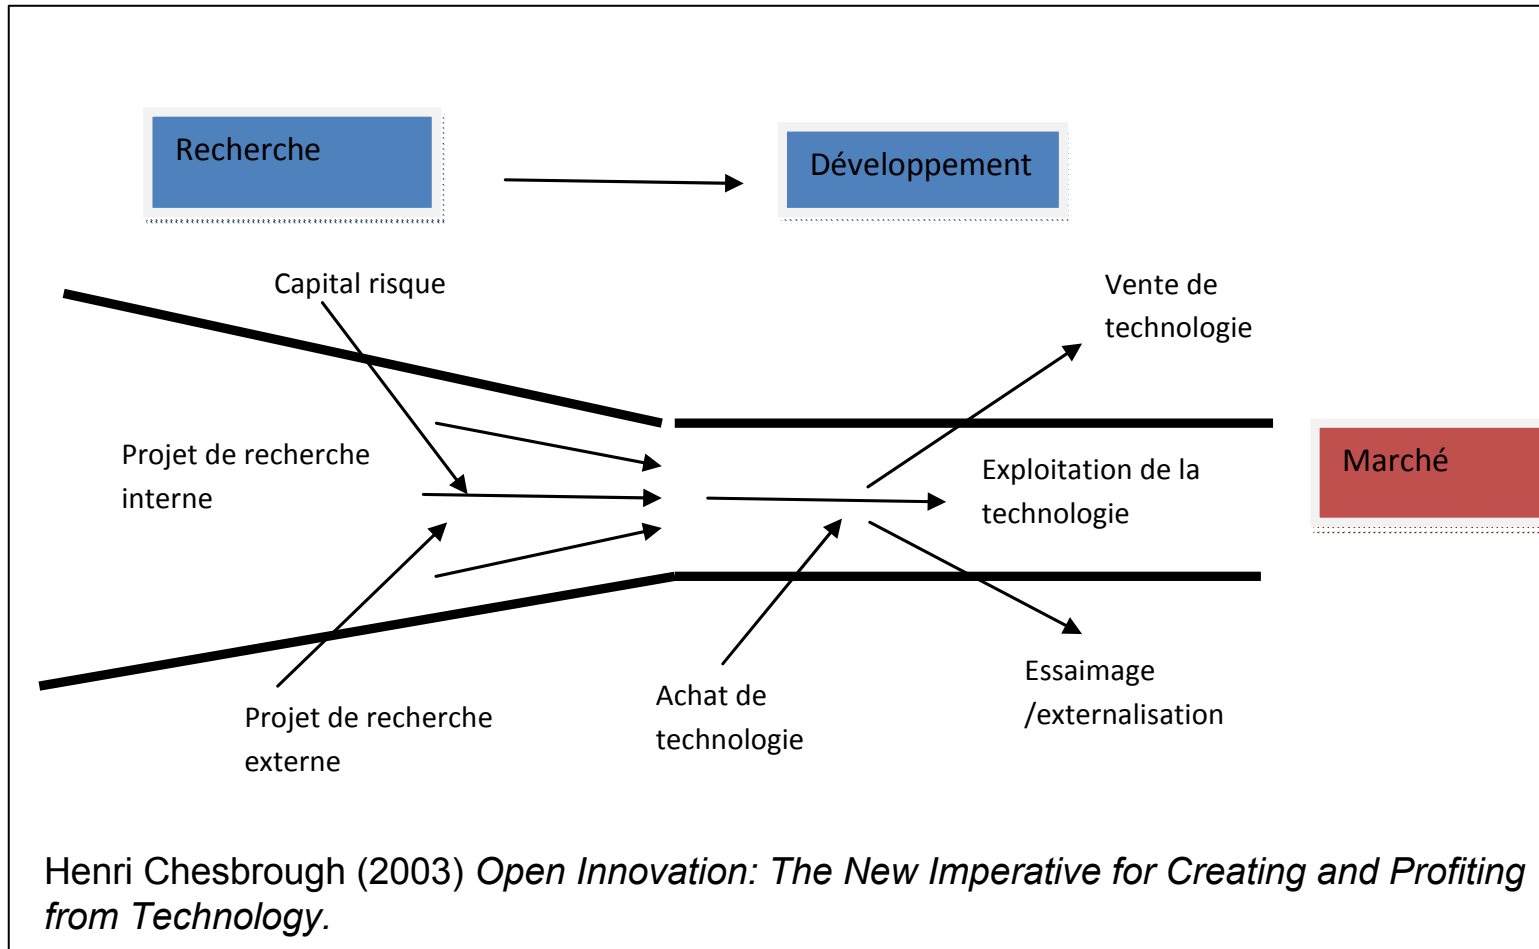 Recherche
Développement
Capital risque
Vente de
technologie
Projet de recherche
interne
Exploitation de la
technologie
Marché
Projet de recherche
externe
Achat de
technologie
Essaimage
/externalisation
Henri Chesbrough (2003) Open Innovation: The New Imperative for Creating and Profiting
from Technology.